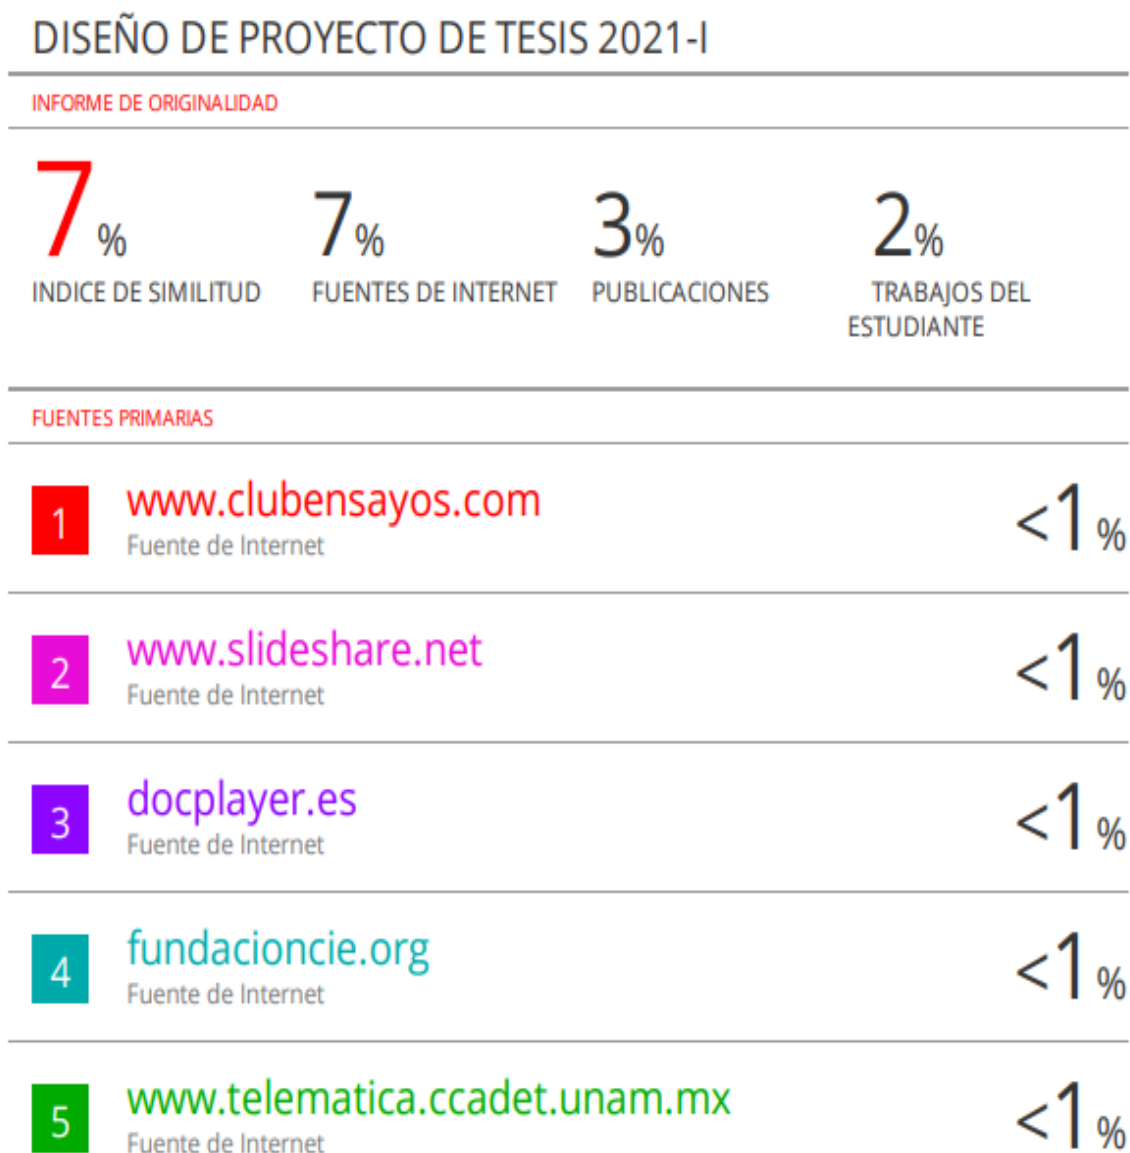 DISEÑO DE PROYECTO DE TESIS 2021-I
INFORME DE ORIGINALIDAD
7% 7% 3% 2%
INDICE DE SIMILITUD FUENTES DE INTERNET PUBLICACIONES TRABAJOS DEL
ESTUDIANTE
FUENTES PRIMARIAS
1 www.clubensayos.com <1%
Fuente de Internet
2 www.slideshare.net <1%
Fuente de Internet
3 docplayer.es <1%
Fuente de Internet
4 fundacioncie.org <1%
Fuente de Internet
5 www.telematica.ccadet.unam.mx <1%
Fuente de Internet